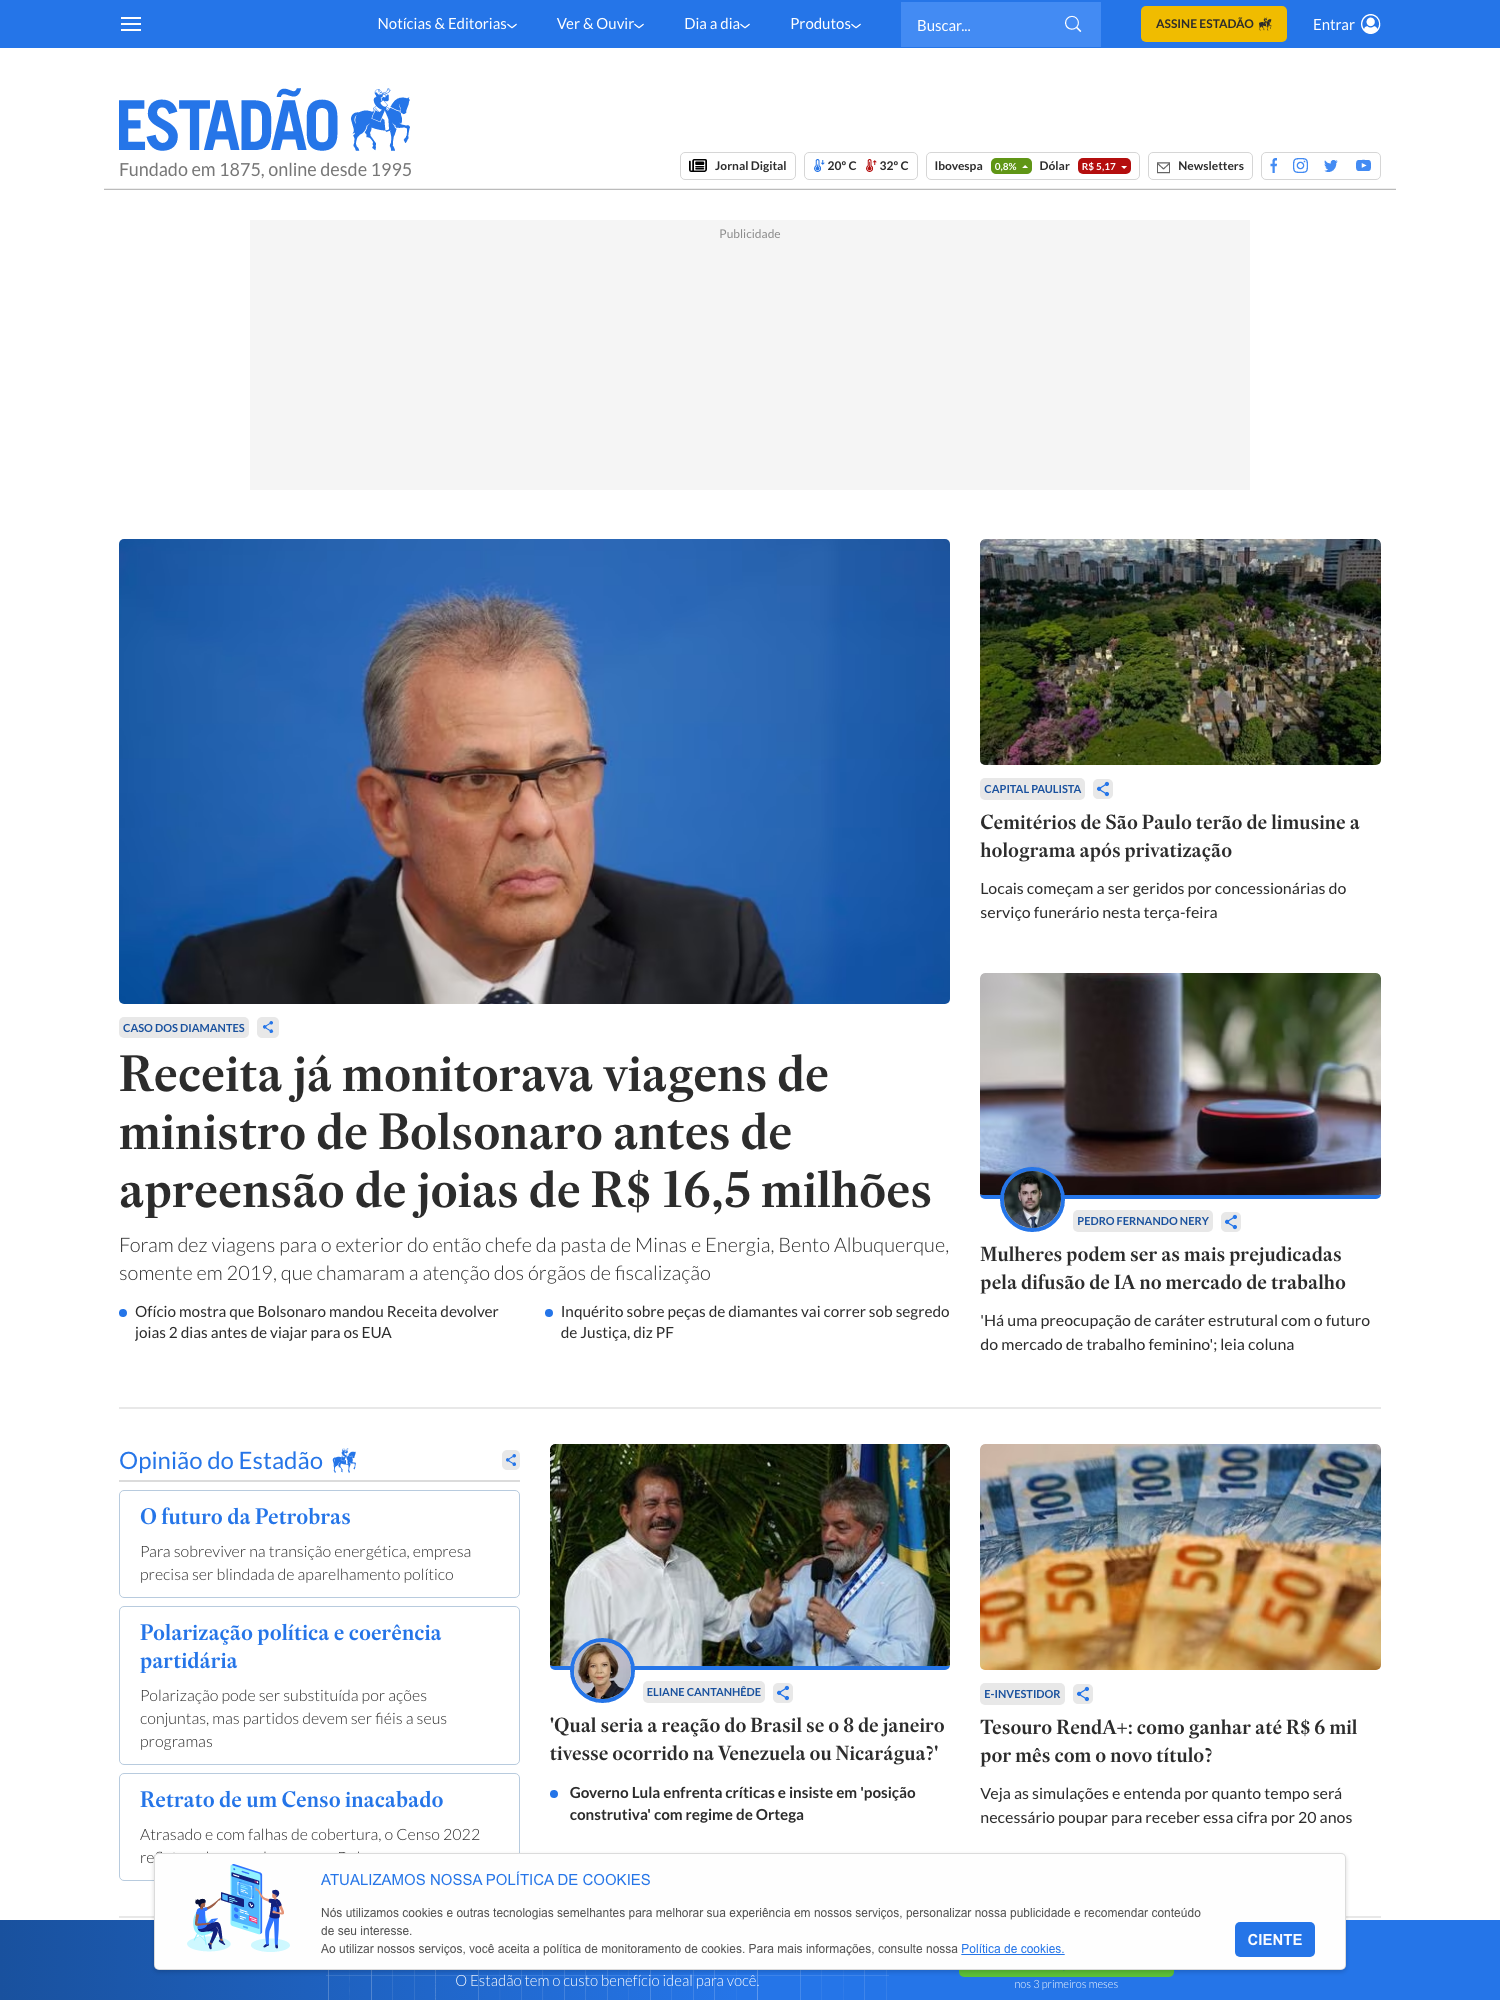 Notícias & Editorias
Ver & Ouvir
Dia a dia
Produtos
Buscar...
ASSINE ESTADÃO
Entrar
ESTADÃO
Fundado em 1875, online desde 1995
Jornal Digital
20º C 32º C
Ibovespa 0,8% Dólar R$ 5,17
Newsletters
Publicidade
CASO DOS DIAMANTES
Receita já monitorava viagens de
ministro de Bolsonaro antes de
apreensão de joias de R$ 16,5 milhões
Foram dez viagens para o exterior do então chefe da pasta de Minas e Energia, Bento Albuquerque,
somente em 2019, que chamaram a atenção dos órgãos de fiscalização
Ofício mostra que Bolsonaro mandou Receita devolver
joias 2 dias antes de viajar para os EUA
Inquérito sobre peças de diamantes vai correr sob segredo
de Justiça, diz PF
CAPITAL PAULISTA
Cemitérios de São Paulo terão de limusine a
holograma após privatização
Locais começam a ser geridos por concessionárias do
serviço funerário nesta terça-feira
PEDRO FERNANDO NERY
Mulheres podem ser as mais prejudicadas
pela difusão de IA no mercado de trabalho
'Há uma preocupação de caráter estrutural com o futuro
do mercado de trabalho feminino'; leia coluna
Opinião do Estadão
O futuro da Petrobras
Para sobreviver na transição energética, empresa
precisa ser blindada de aparelhamento político
Polarização política e coerência
partidária
Polarização pode ser substituída por ações
conjuntas, mas partidos devem ser fiéis a seus
programas
Retrato de um Censo inacabado
Atrasado e com falhas de cobertura, o Censo 2022
ELIANE CANTANHÊDE
'Qual seria a reação do Brasil se o 8 de janeiro
tivesse ocorrido na Venezuela ou Nicarágua?'
Governo Lula enfrenta críticas e insiste em 'posição
construtiva' com regime de Ortega
100 100 100 100
50 50 50 50
E-INVESTIDOR
Tesouro RendA+: como ganhar até R$ 6 mil
por mês com o novo título?
Veja as simulações e entenda por quanto tempo será
necessário poupar para receber essa cifra por 20 anos
ATUALIZAMOS NOSSA POLÍTICA DE COOKIES
Nós utilizamos cookies e outras tecnologias semelhantes para melhorar sua experiência em nossos serviços, personalizar nossa publicidade e recomendar conteúdo
de seu interesse.
Ao utilizar nossos serviços, você aceita a política de monitoramento de cookies. Para mais informações, consulte nossa Política de cookies.
CIENTE
O Estadão tem o custo benefício ideal para você.
nos 3 primeiros meses